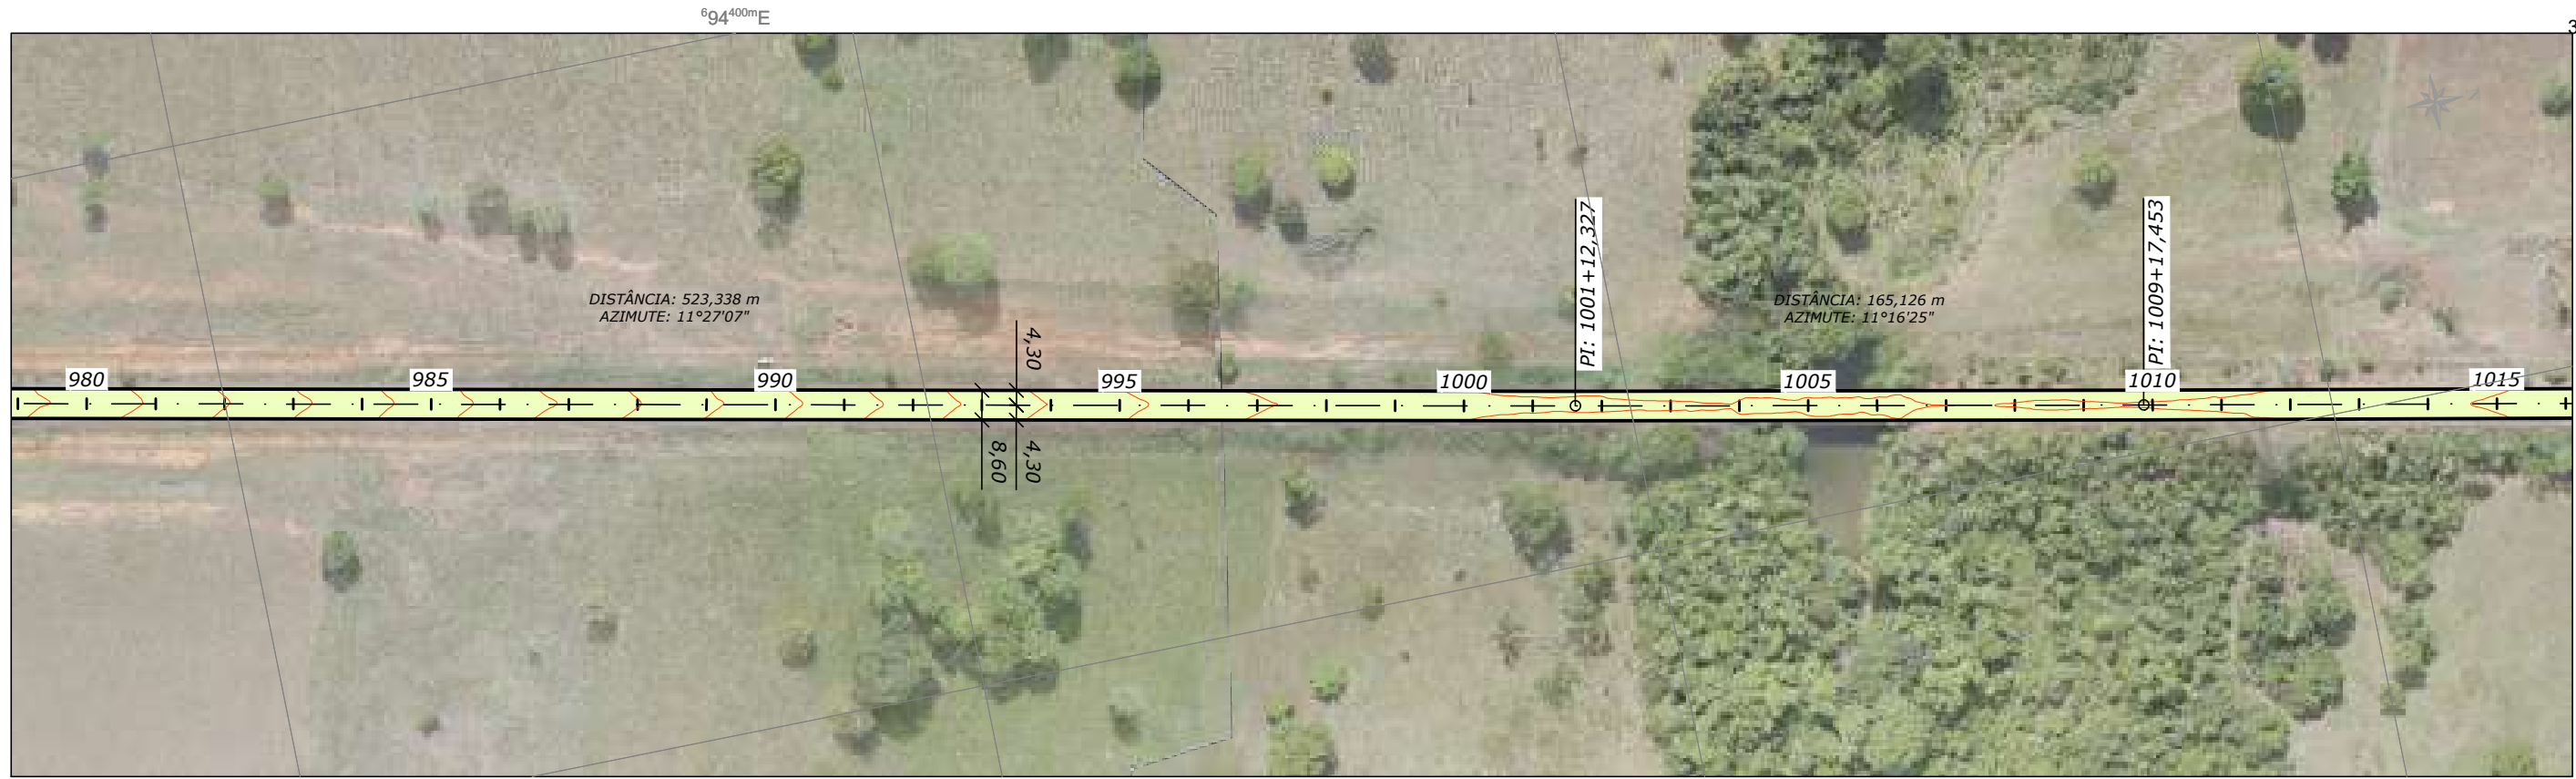 ⁶94⁴⁰⁰ᵐE
3
PI: 1001+12,327
PI: 1009+17,453
DISTÂNCIA: 523,338 m
AZIMUTE: 11°27'07"
DISTÂNCIA: 165,126 m
AZIMUTE: 11°16'25"
4,30
980
985
990
995
1000
1005
1010
1015
8,60
4,30